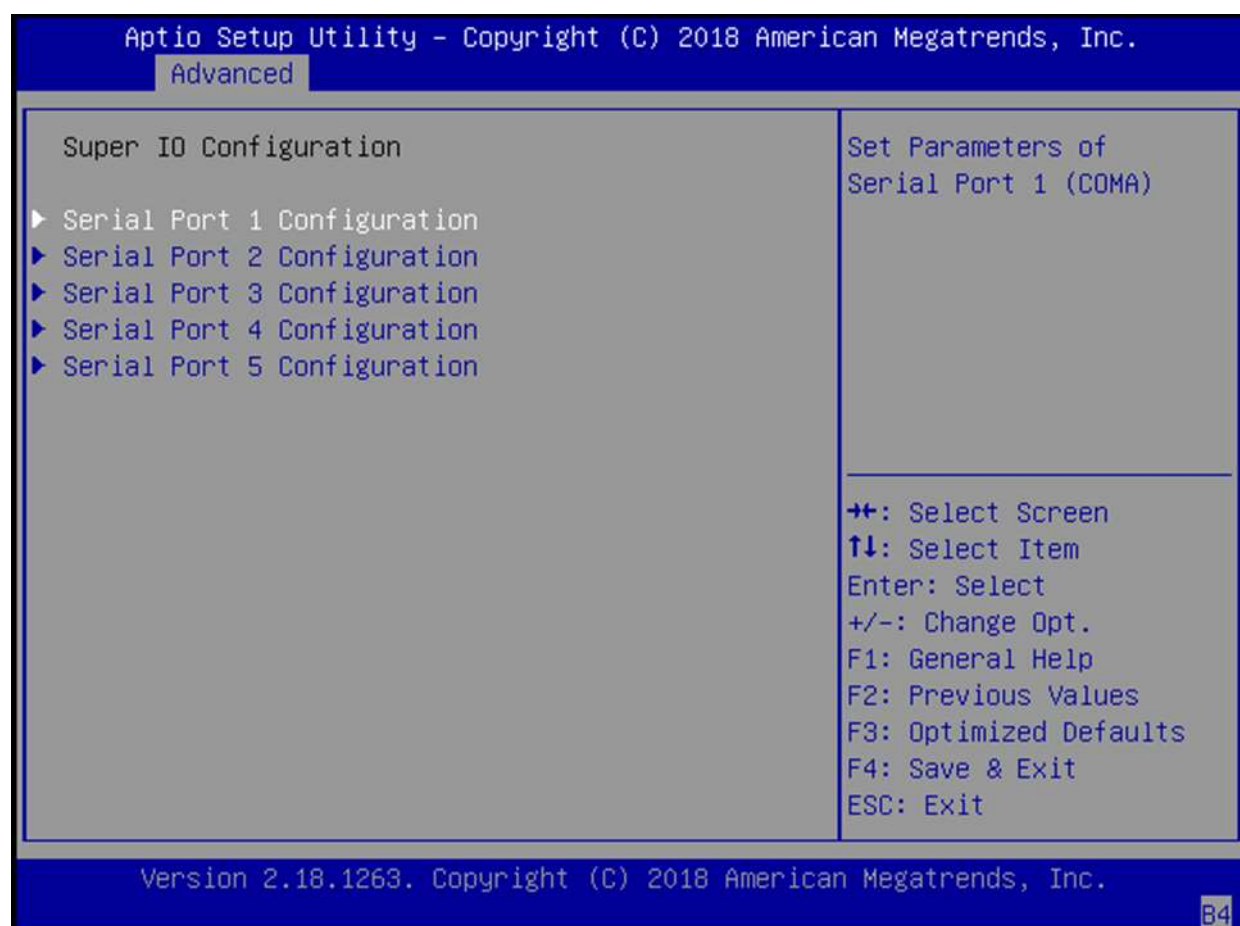 Aptio Setup Utility – Copyright (C) 2018 American Megatrends, Inc.
Advanced
Super IO Configuration
▶ Serial Port 1 Configuration
▶ Serial Port 2 Configuration
▶ Serial Port 3 Configuration
▶ Serial Port 4 Configuration
▶ Serial Port 5 Configuration
Set Parameters of
Serial Port 1 (COMA)
→←: Select Screen
↑↓: Select Item
Enter: Select
+/-: Change Opt.
F1: General Help
F2: Previous Values
F3: Optimized Defaults
F4: Save & Exit
ESC: Exit
Version 2.18.1263. Copyright (C) 2018 American Megatrends, Inc.
B4